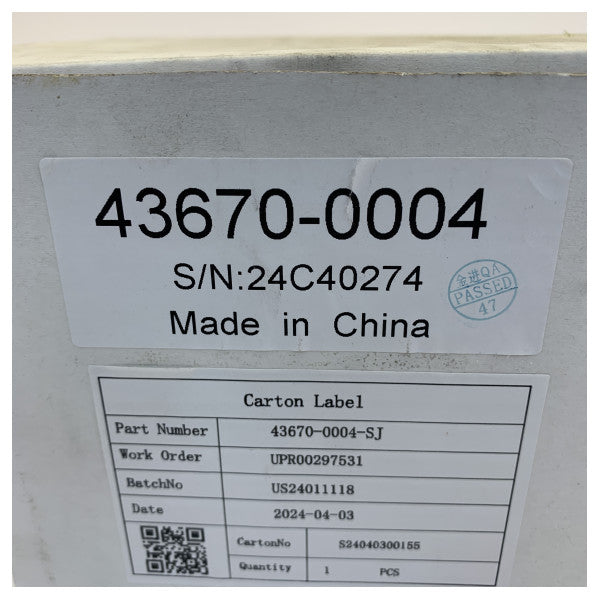 43670-0004
S/N:24C40274
金进QA
PASSED
47
Made in China
Carton Label
Part Number 43670-0004-SJ
Work Order UPR00297531
BatchNo US24011118
Date 2024-04-03
CartonNo S24040300155
Quantity 1 PCS